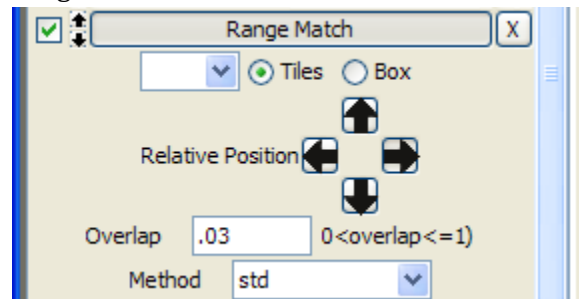 Range Match X
Tiles Box
Relative Position
Overlap .03 0<overlap<=1)
Method std